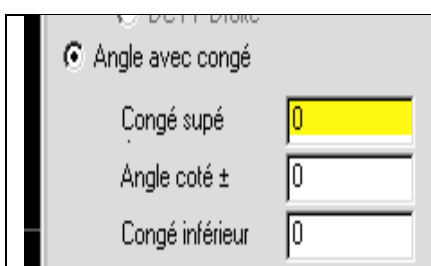 Angle avec congé
Congé supé 0
Angle coté ± 0
Congé inférieur 0